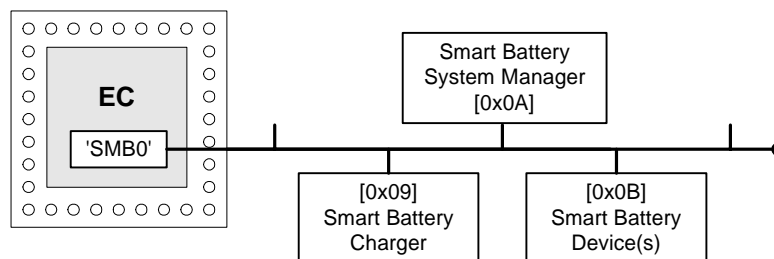 EC
'SMB0'
Smart Battery
System Manager
[0x0A]
[0x09]
Smart Battery
Charger
[0x0B]
Smart Battery
Device(s)